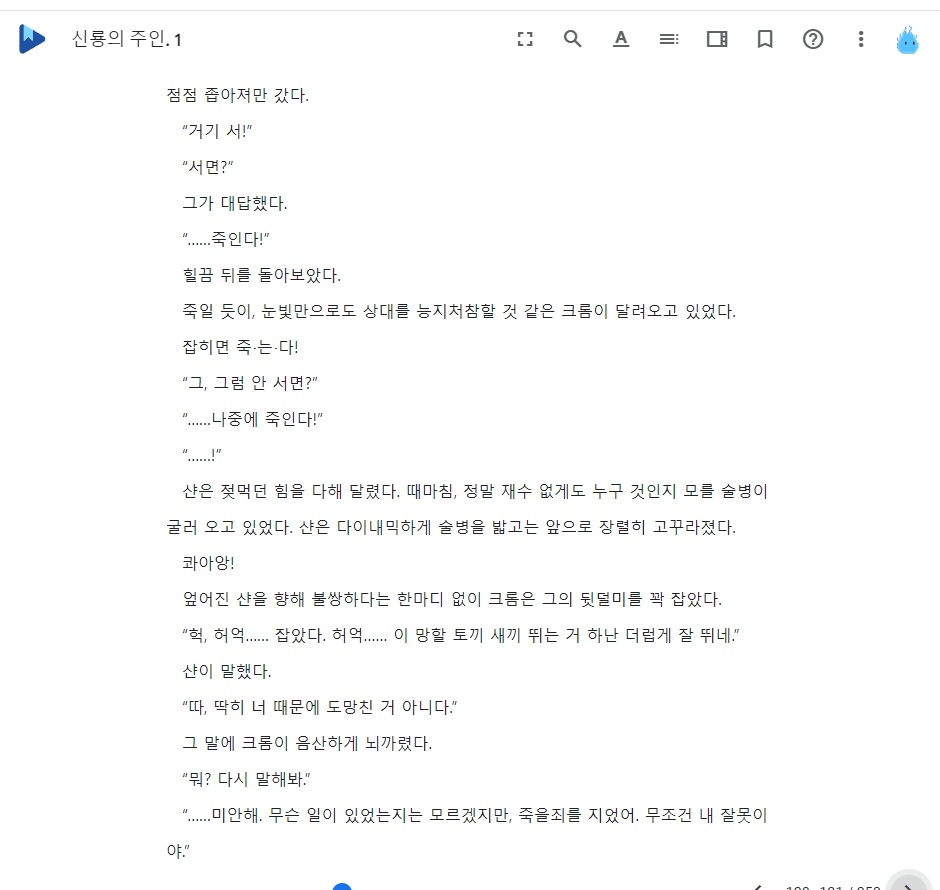 신룡의 주인. 1
점점 좁아져만 갔다.
“거기 서!”
“서면?”
그가 대답했다.
“……죽인다!”
힐끔 뒤를 돌아보았다.
죽일 듯이, 눈빛만으로도 상대를 능지처참할 것 같은 크롬이 달려오고 있었다.
잡히면 죽·는·다!
“그, 그럼 안 서면?”
“……나중에 죽인다!”
“……!”
샨은 젖먹던 힘을 다해 달렸다. 때마침, 정말 재수 없게도 누구 것인지 모를 술병이
굴러 오고 있었다. 샨은 다이내믹하게 술병을 밟고는 앞으로 장렬히 고꾸라졌다.
콰아앙!
엎어진 샨을 향해 불쌍하다는 한마디 없이 크롬은 그의 뒷덜미를 꽉 잡았다.
“헉, 허억…… 잡았다. 허억…… 이 망할 토끼 새끼 뛰는 거 하난 더럽게 잘 뛰네.”
샨이 말했다.
“따, 딱히 너 때문에 도망친 거 아니다.”
그 말에 크롬이 음산하게 뇌까렸다.
“뭐? 다시 말해봐.”
“……미안해. 무슨 일이 있었는지는 모르겠지만, 죽을죄를 지었어. 무조건 내 잘못이
야.”